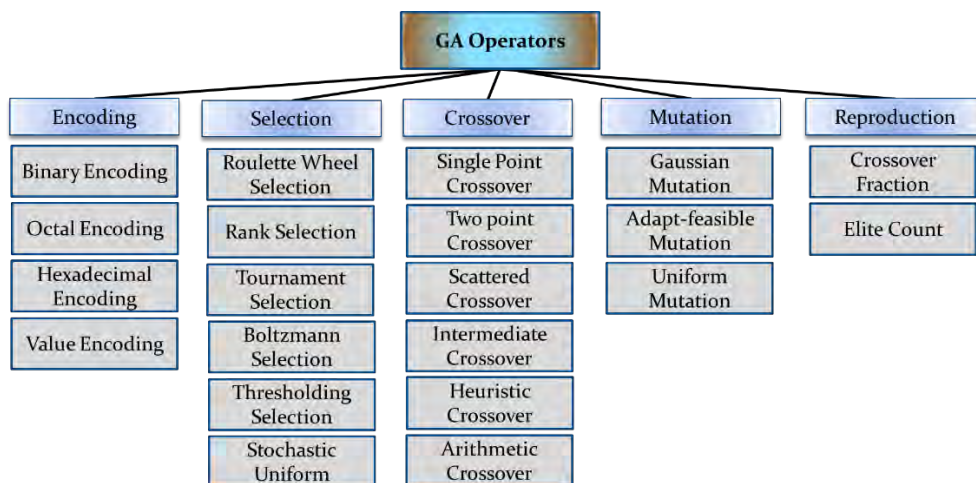 GA Operators
Encoding
Binary Encoding
Octal Encoding
Hexadecimal
Encoding
Value Encoding
Selection
Roulette Wheel
Selection
Rank Selection
Tournament
Selection
Boltzmann
Selection
Thresholding
Selection
Stochastic
Uniform
Crossover
Single Point
Crossover
Two point
Crossover
Scattered
Crossover
Intermediate
Crossover
Heuristic
Crossover
Arithmetic
Crossover
Mutation
Gaussian
Mutation
Adapt-feasible
Mutation
Uniform
Mutation
Reproduction
Crossover
Fraction
Elite Count